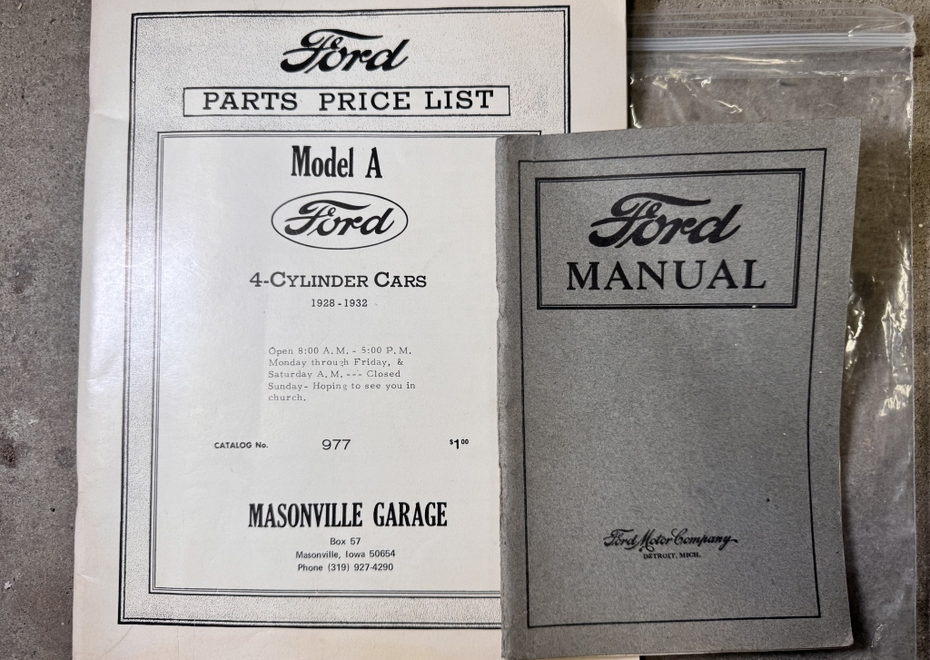 Ford
PARTS PRICE LIST
Model A
Ford
4-CYLINDER CARS
1928 - 1932
Open 8:00 A.M. - 5:00 P.M.
Monday through Friday, &
Saturday A.M. --- Closed
Sunday- Hoping to see you in
church.
CATALOG No. 977 $1.00
MASONVILLE GARAGE
Box 57
Masonville, Iowa 50654
Phone (319) 927-4290
Ford
MANUAL
Ford Motor Company
DETROIT, MICH.